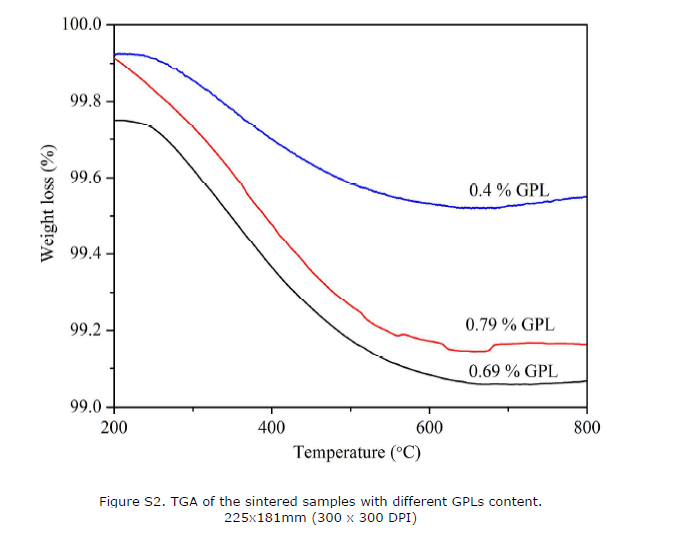 100.0
99.8
99.6
99.4
99.2
99.0
Weight loss (%)
0.4 % GPL
0.79 % GPL
0.69 % GPL
200
400
600
800
Temperature (°C)
Figure S2. TGA of the sintered samples with different GPLs content.
225x181mm (300 x 300 DPI)